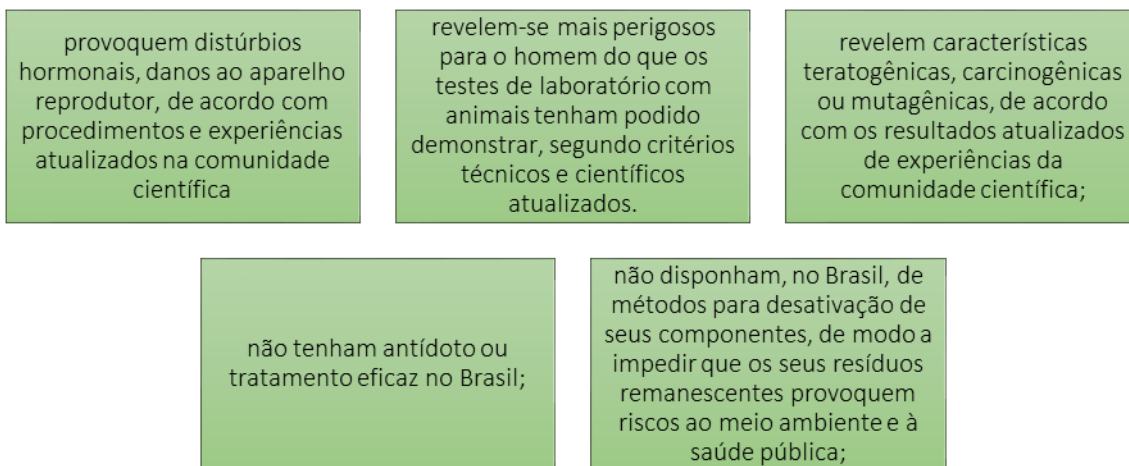 provoquem distúrbios
hormonais, danos ao aparelho
reprodutor, de acordo com
procedimentos e experiências
atualizados na comunidade
científica
revelem-se mais perigosos
para o homem do que os
testes de laboratório com
animais tenham podido
demonstrar, segundo critérios
técnicos e científicos
atualizados.
revelem características
teratogênicas, carcinogênicas
ou mutagênicas, de acordo
com os resultados atualizados
de experiências da
comunidade científica;
não tenham antídoto ou
tratamento eficaz no Brasil;
não disponham, no Brasil, de
métodos para desativação de
seus componentes, de modo a
impedir que os seus resíduos
remanescentes provoquem
riscos ao meio ambiente e à
saúde pública;